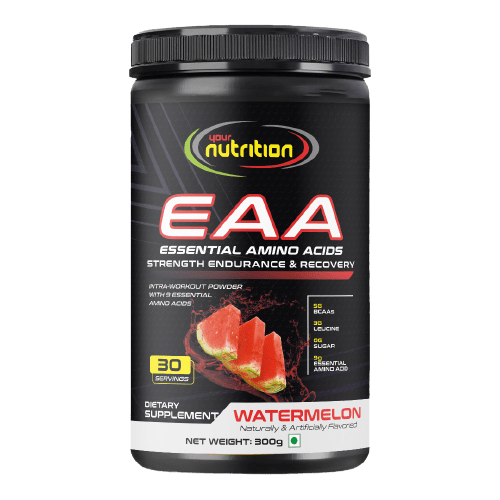 your
nutrition
EAA
ESSENTIAL AMINO ACIDS
STRENGTH ENDURANCE & RECOVERY
INTRA-WORKOUT POWDER
WITH 9 ESSENTIAL
AMINO ACIDS
5G
BCAAS
3G
LEUCINE
0G
SUGAR
9G
ESSENTIAL
AMINO ACID
30
SERVINGS
DIETARY
SUPPLEMENT
WATERMELON
Naturally & Artificially Flavored
NET WEIGHT: 300g